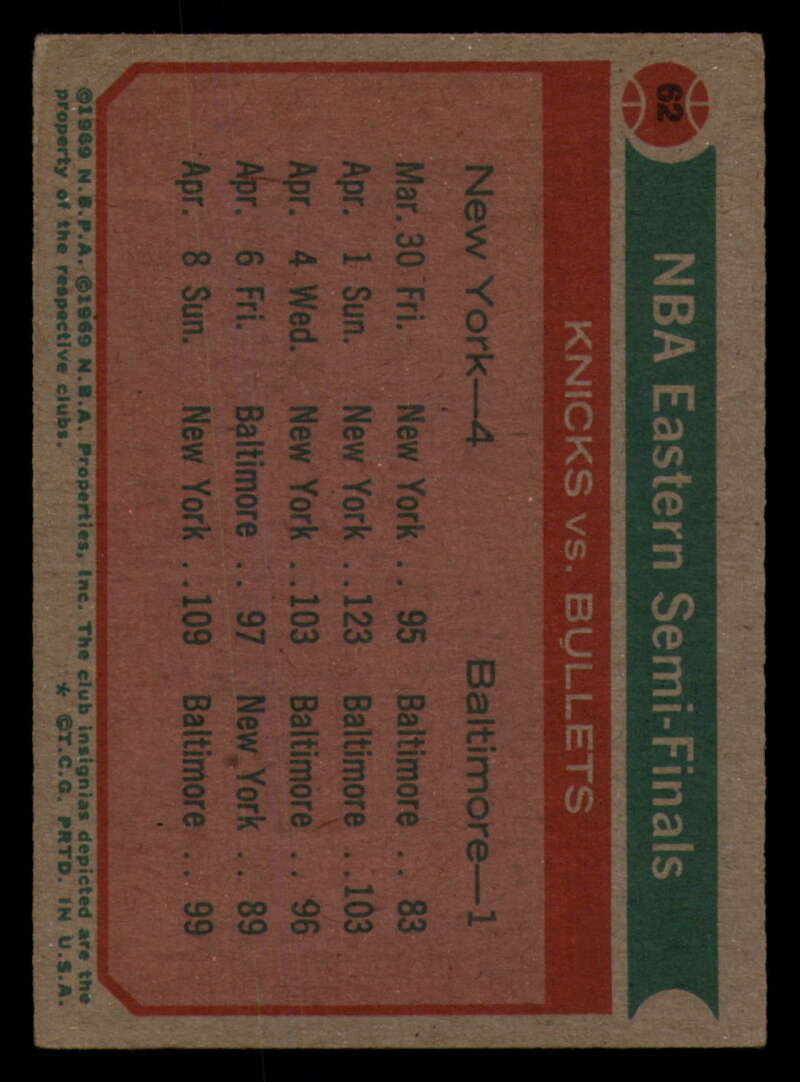 62
NBA Eastern Semi-Finals
KNICKS vs. BULLETS
New York—4 Baltimore—1
Mar. 30 Fri. New York . . 95 Baltimore . . 83
Apr. 1 Sun. New York . . 123 Baltimore . . 103
Apr. 4 Wed. New York . . 103 Baltimore . . 96
Apr. 6 Fri. Baltimore . . 97 New York . . 89
Apr. 8 Sun. New York . . 109 Baltimore . . 99
©1969 N.B.P.A. ©1969 N.B.A. Properties, Inc. The club insignias depicted are the
property of the respective clubs. * ©T.C.G. PRTD. IN U.S.A.